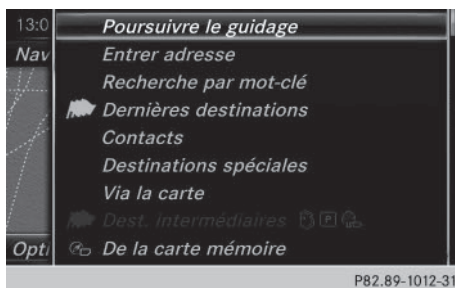 13:0
Poursuivre le guidage
Nav
Entrer adresse
Recherche par mot-clé
Dernières destinations
Contacts
Destinations spéciales
Via la carte
Dest. intermédiaires P
Opti
De la carte mémoire
P82.89-1012-31